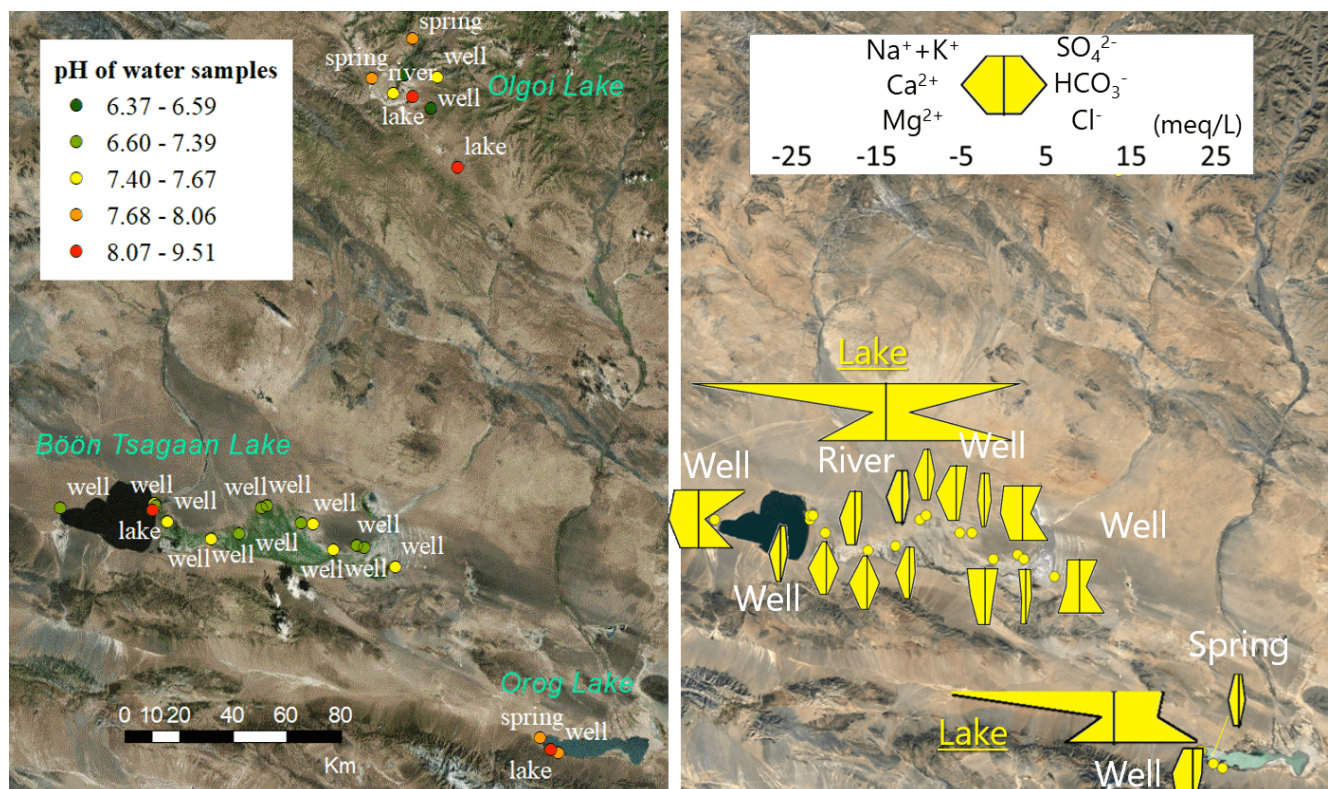 pH of water samples
6.37 - 6.59
6.60 - 7.39
7.40 - 7.67
7.68 - 8.06
8.07 - 9.51
spring
spring
well
river
Olgoi Lake
well
lake
lake
Böön Tsagaan Lake
well
well
well
well
well
lake
well
well
well
well
well
well
well
Orog Lake
spring
well
lake
0 10 20 40 60 80
Km
Na⁺+K⁺
SO₄²⁻
Ca²⁺
HCO₃⁻
Mg²⁺
Cl⁻
(meq/L)
-25 -15 -5 5 15 25
Lake
Well
River
Well
Well
Well
Spring
Lake
Well